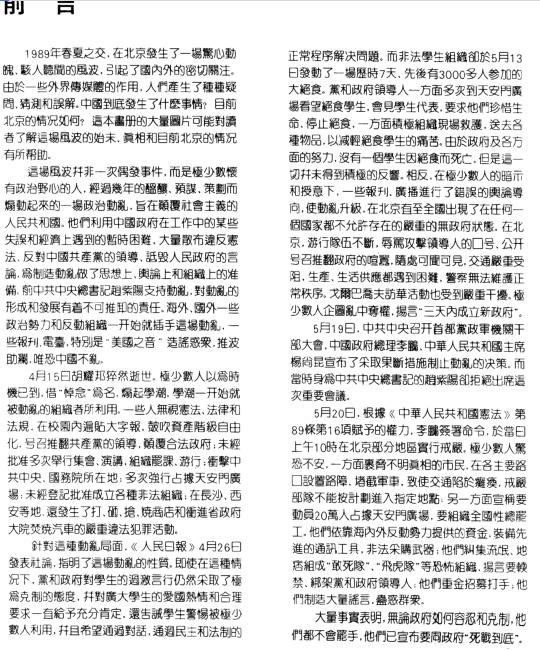 前言
1989年春夏之交，在北京發生了一場驚心動
魄，駭人聽聞的風波，引起了國內外的密切關注。
由於一些外界傳媒體的作用，人們產生了種種疑
問、猜測和誤解。中國到底發生了什麼事情？目前
北京的情況如何？這本書册的大量圖片可能對讀
者了解這場風波的始末、真相和目前北京的情況
有所幫助。
這場風波幷非一次偶發事件，而是極少數懷
有政治野心的人，經過幾年的醞釀、預謀、策劃而
煽動起來的一場政治動亂，旨在顛覆社會主義的
人民共和國。他們利用中國政府在工作中的某些
失誤和經濟上遇到的暫時困難，大量散布違反憲
法、反對中國共產黨的領導、詆毀人民政府的言
論，為制造動亂做了思想上、輿論上和組織上的准
備。前中共中央總書記趙紫陽支持動亂，對動亂的
形成和發展有着不可推卸的責任。海外、國外一些
政治勢力和反動組織一開始就插手這場動亂，一
些報刊、電臺，特別是“美國之音” 造謠惑衆，推波
助瀾，唯恐中國不亂。
4月15日胡耀邦猝然逝世。極少數人以為時
機已到，借“悼念”為名，煽起學潮。學潮一開始就
被動亂的組織者所利用。一些人無視憲法、法律和
法規，在校園內遍貼大字報，鼓吹資產階級自由
化，号召推翻共產黨的領導，顛覆合法政府；未經
批准多次舉行集會、演講，組織罷課、游行；衝擊中
共中央、國務院所在地；多次強行占據天安門廣
場；未經登記批准成立各種非法組織；在長沙、西
安等地，還發生了打、砸、搶、燒商店和衝進省政府
大院焚燒汽車的嚴重違法犯罪活動。
針對這種動亂局面，《人民日報》4月26日
發表社論，指明了這場動亂的性質，即使在這種情
況下，黨和政府對學生的過激言行仍然采取了極
為克制的態度，幷對廣大學生的愛國熱情和合理
要求一直給予充分肯定，還告誡學生警惕被極少
數人利用，幷且希望通過對話，通過民主和法制的
正常程序解决問題。而非法學生組織卻於5月13
日發動了一場歷時7天、先後有3000多人參加的
大絕食。黨和政府領導人一方面多次到天安門廣
場看望絕食學生，會見學生代表，要求他們珍惜生
命，停止絕食，一方面積極組織現場救護，送去各
種物品，以減輕絕食學生的痛苦。由於政府及各方
面的努力，沒有一個學生因絕食而死亡，但是這一
切幷未得到積極的反響。相反，在極少數人的暗示
和授意下，一些報刊、廣播進行了錯誤的輿論導
向，使動亂升級，在北京有至全國出現了在任何一
個國家都不允許存在的嚴重的無政府狀態。在北
京，游行隊伍不斷，辱罵攻擊領導人的口号，公開
号召推翻政府的喧囂，隨處可聞可見，交通嚴重受
阻，生產、生活供應都遇到困難，警察無法維護正
常秩序。戈爾巴喬夫訪華活動也受到嚴重干擾。極
少數人企圖亂中奪權，揚言“三天內成立新政府”。
5月19日，中共中央召開首都黨政軍機關干
部大會，中國政府總理李鵬、中華人民共和國主席
楊尚昆宣布了采取果斷措施制止動亂的决策。而
當時身為中共中央總書記的趙紫陽卻拒絕出席這
次重要會議。
5月20日，根據《中華人民共和國憲法》第
89條第16項賦予的權力，李鵬簽署命令，於當日
上午10時在北京部分地區實行戒嚴。極少數人驚
恐不安，一方面裹脅不明真相的市民，在各主要路
口設置路障，堵截軍車，致使交通陷於癱瘓，戒嚴
部隊不能按計劃進入指定地點；另一方面宣稱要
動員20萬人占據天安門廣場，要組織全國性總罷
工。他們依靠海外反動勢力提供的資金，裝備先
進的通訊工具，非法采購武器；他們糾集流氓、地
痞組成“敢死隊”、“飛虎隊”等恐怖組織，揚言要軟
禁、綁架黨和政府領導人；他們重金招募打手；他
們制造大量謠言，蠱惑群衆。
大量事實表明，無論政府如何容忍和克制，他
們都不會罷手，他們已宣布要同政府“死戰到底”。